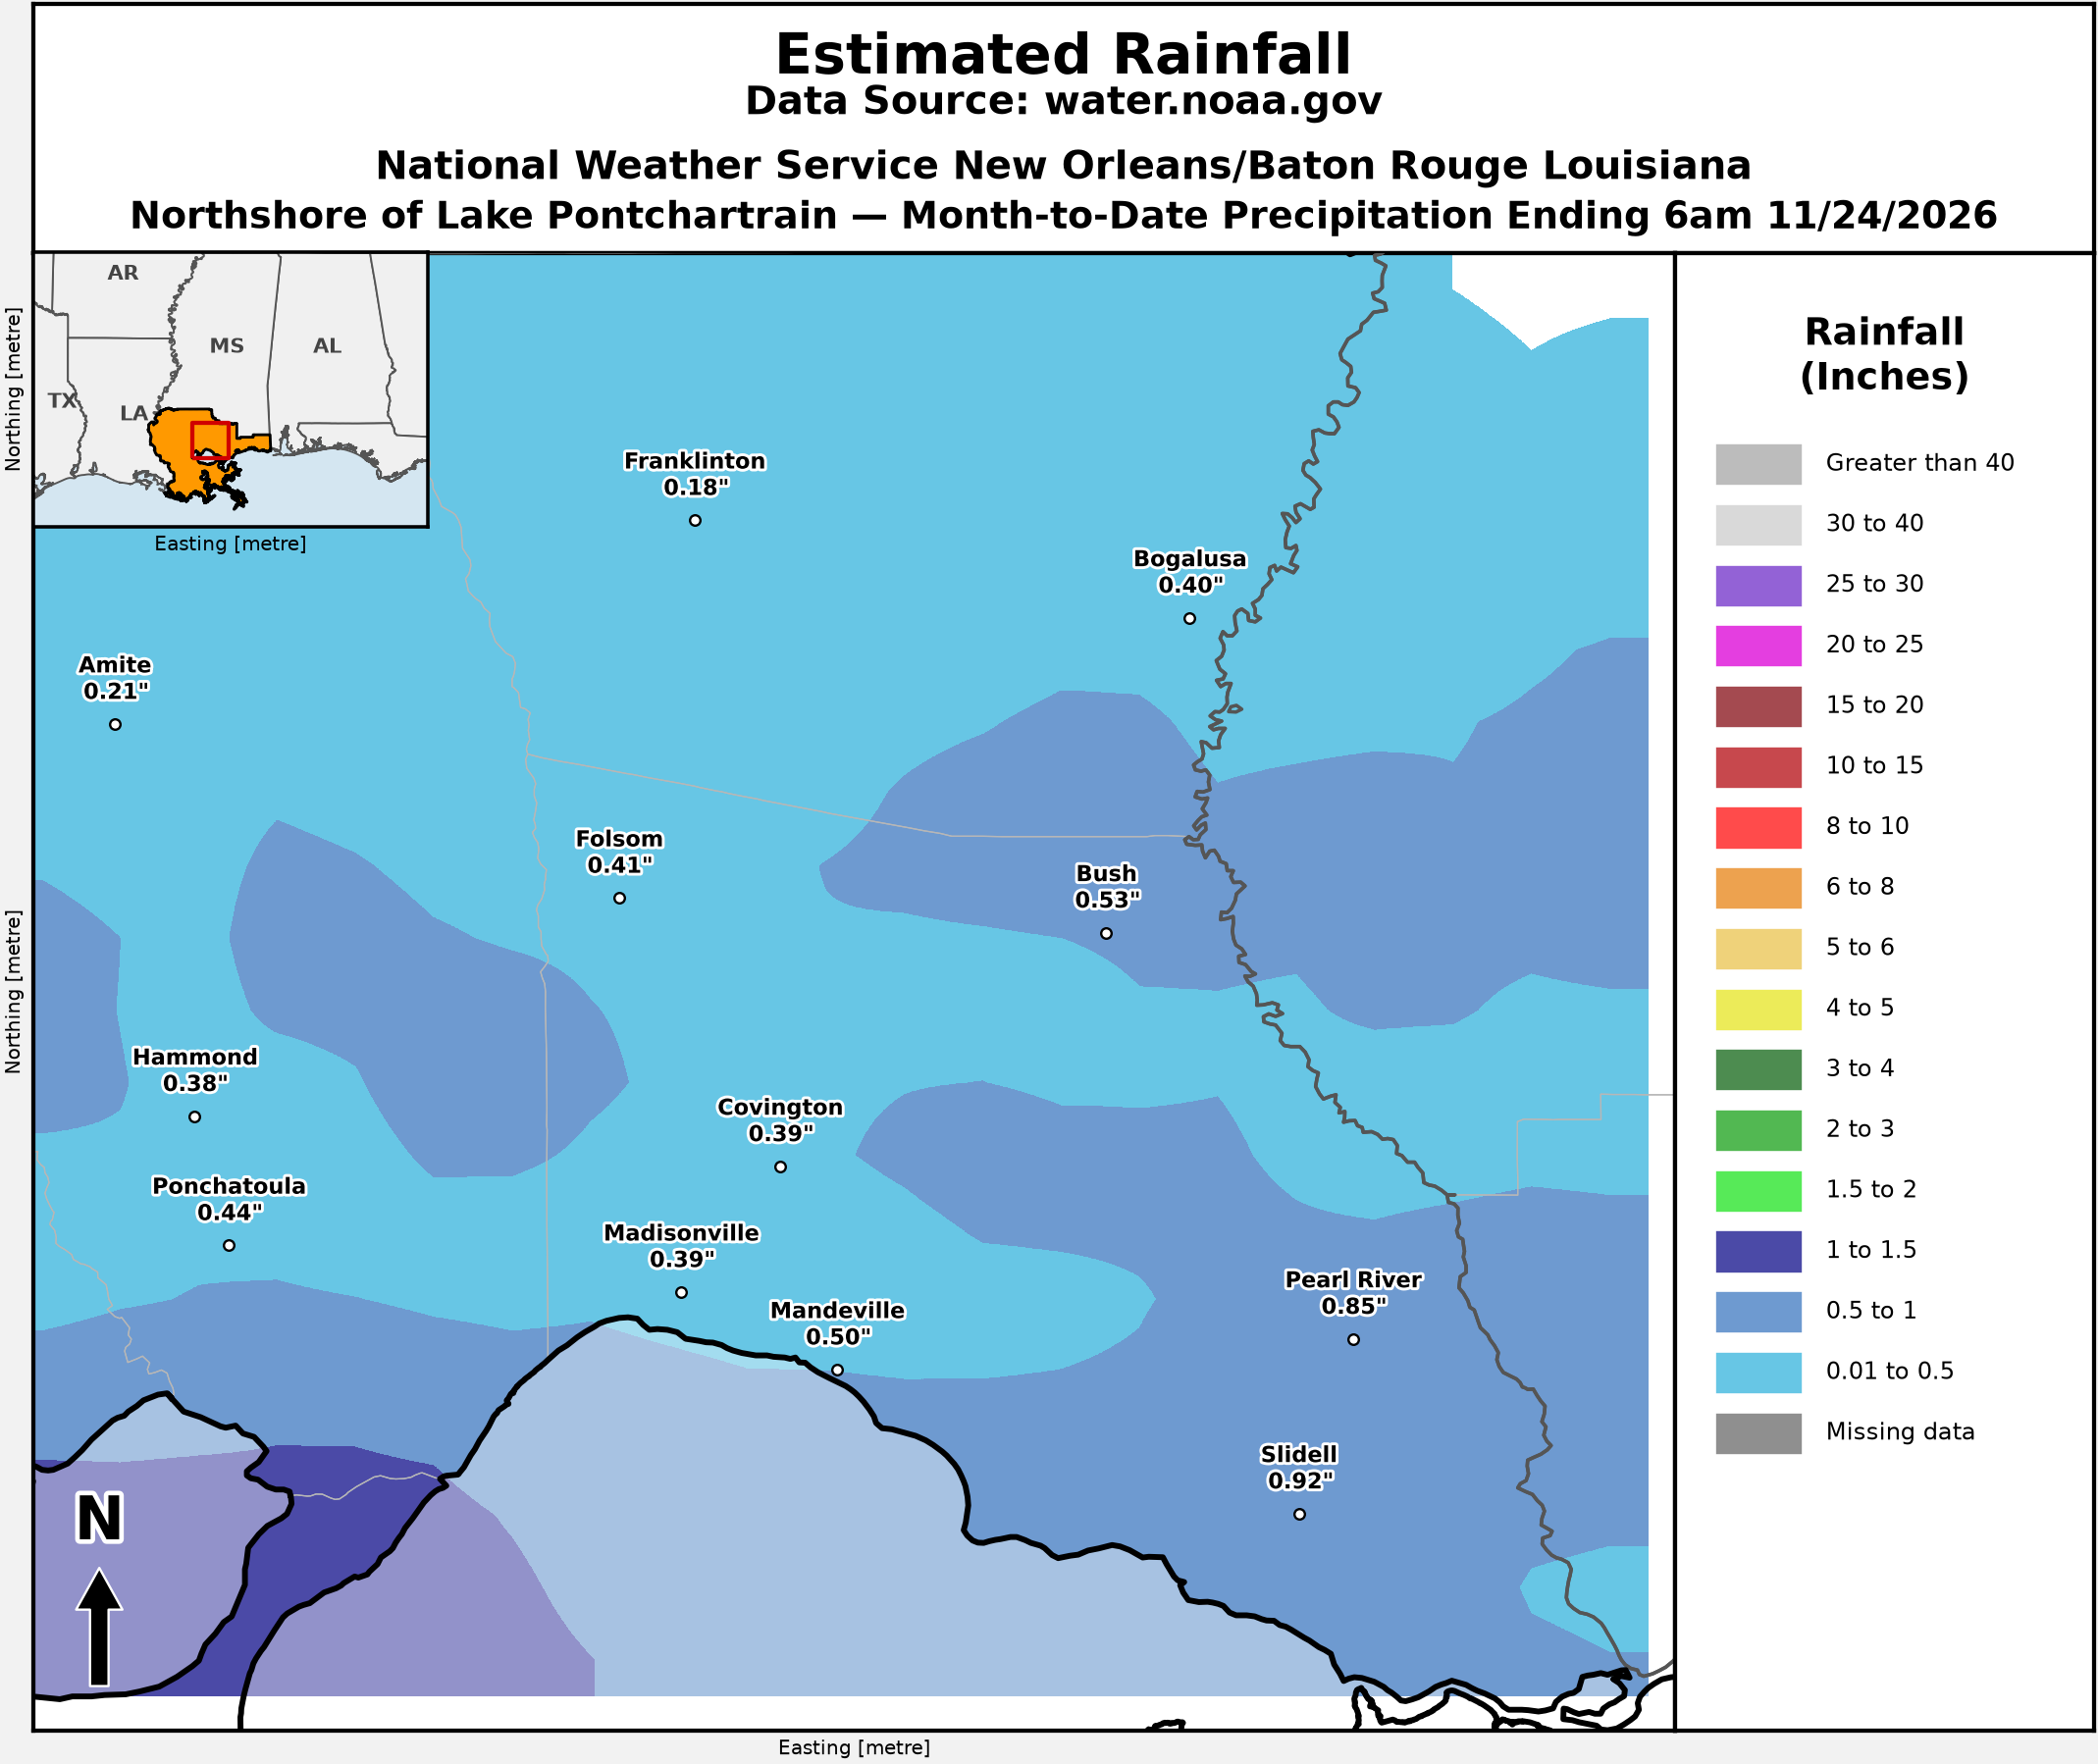 Estimated Rainfall
Data Source: water.noaa.gov
National Weather Service New Orleans/Baton Rouge Louisiana
Northshore of Lake Pontchartrain — Month-to-Date Precipitation Ending 6am 11/24/2026
Northing [metre]
AR
MS
AL
TX
LA
Easting [metre]
Franklinton
0.18"
Bogalusa
0.40"
Amite
0.21"
Folsom
0.41"
Bush
0.53"
Northing [metre]
Hammond
0.38"
Covington
0.39"
Ponchatoula
0.44"
Madisonville
0.39"
Pearl River
0.85"
Mandeville
0.50"
Slidell
0.92"
N
Easting [metre]
Rainfall
(Inches)
Greater than 40
30 to 40
25 to 30
20 to 25
15 to 20
10 to 15
8 to 10
6 to 8
5 to 6
4 to 5
3 to 4
2 to 3
1.5 to 2
1 to 1.5
0.5 to 1
0.01 to 0.5
Missing data